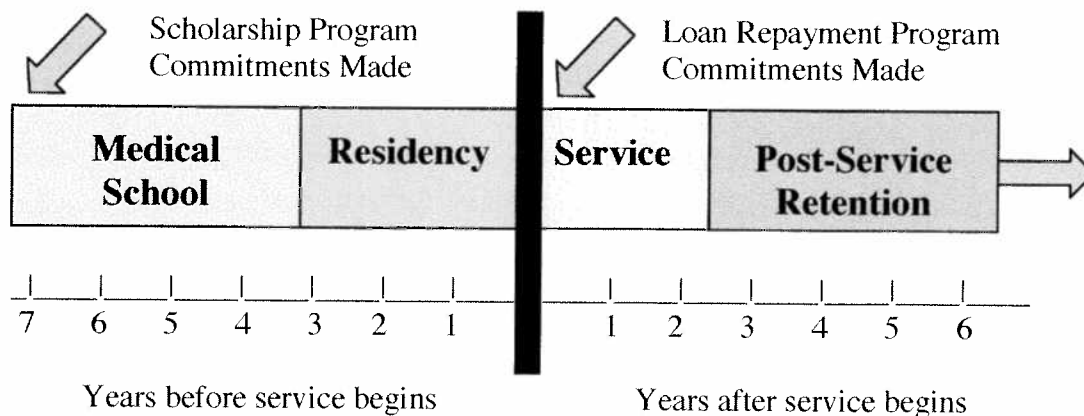 Scholarship Program
Commitments Made
Loan Repayment Program
Commitments Made
Medical
School
Residency
Service
Post-Service
Retention
7 6 5 4 3 2 1 1 2 3 4 5 6
Years before service begins
Years after service begins